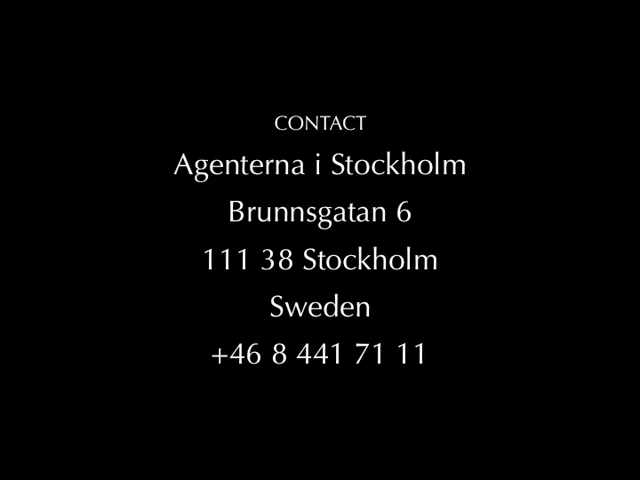 CONTACT
Agenterna i Stockholm
Brunnsgatan 6
111 38 Stockholm
Sweden
+46 8 441 71 11